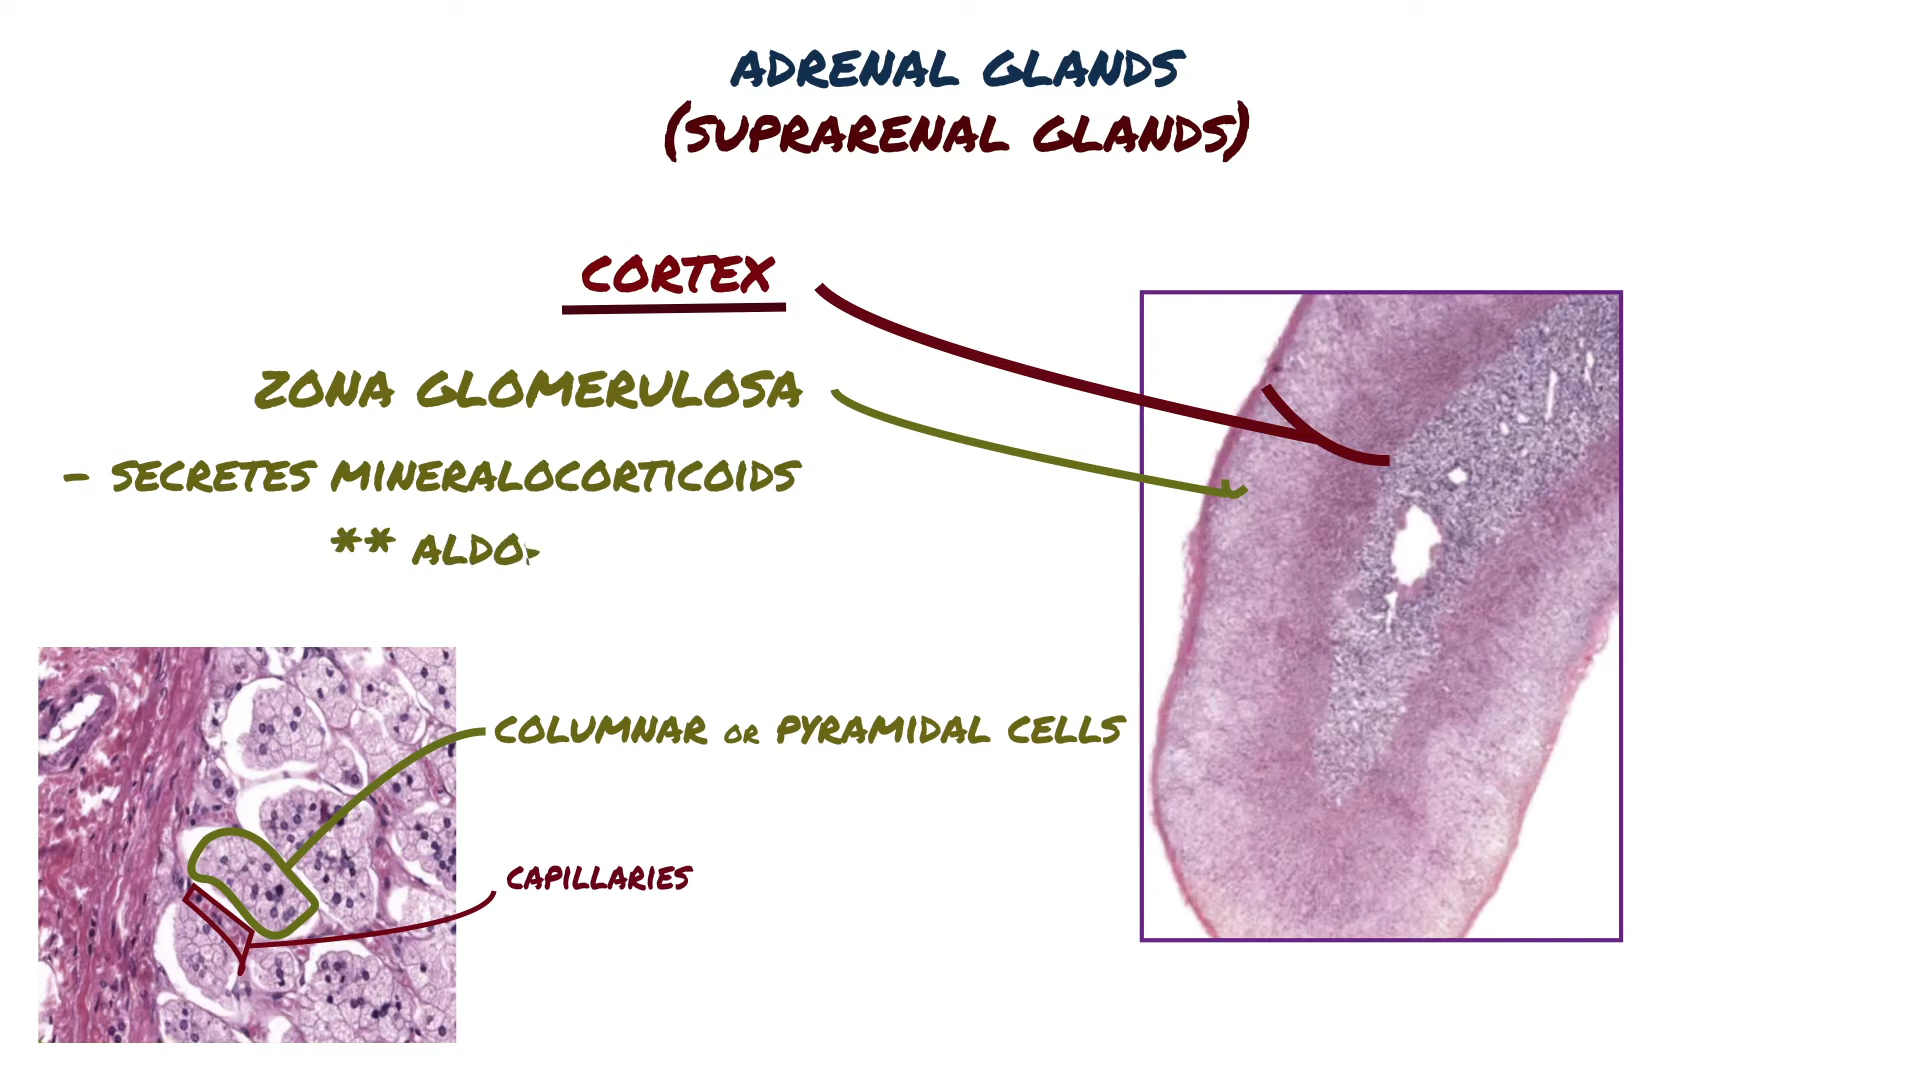 ADRENAL GLANDS
(SUPRARENAL GLANDS)
CORTEX
ZONA GLOMERULOSA
- SECRETES MINERALOCORTICOIDS
** ALDO
COLUMNAR OR PYRAMIDAL CELLS
CAPILLARIES